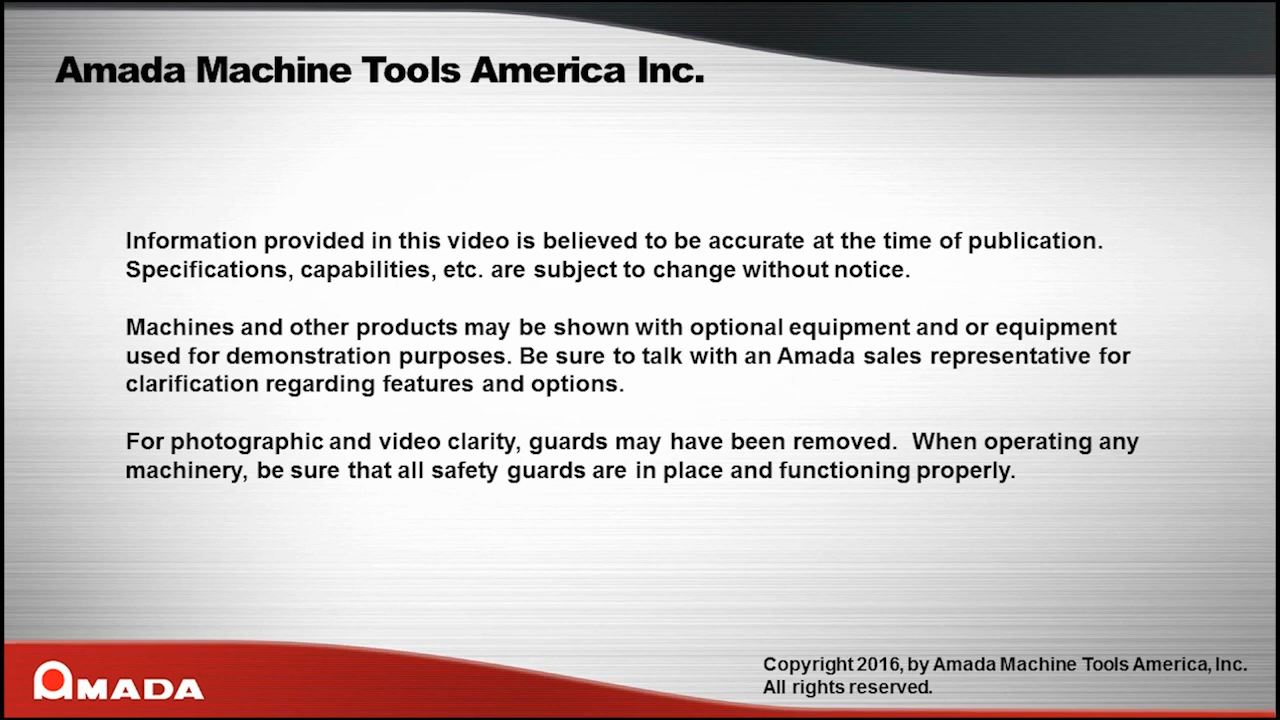 Amada Machine Tools America Inc.
Information provided in this video is believed to be accurate at the time of publication.
Specifications, capabilities, etc. are subject to change without notice.
Machines and other products may be shown with optional equipment and or equipment
used for demonstration purposes. Be sure to talk with an Amada sales representative for
clarification regarding features and options.
For photographic and video clarity, guards may have been removed.  When operating any
machinery, be sure that all safety guards are in place and functioning properly.
AMADA
Copyright 2016, by Amada Machine Tools America, Inc.
All rights reserved.